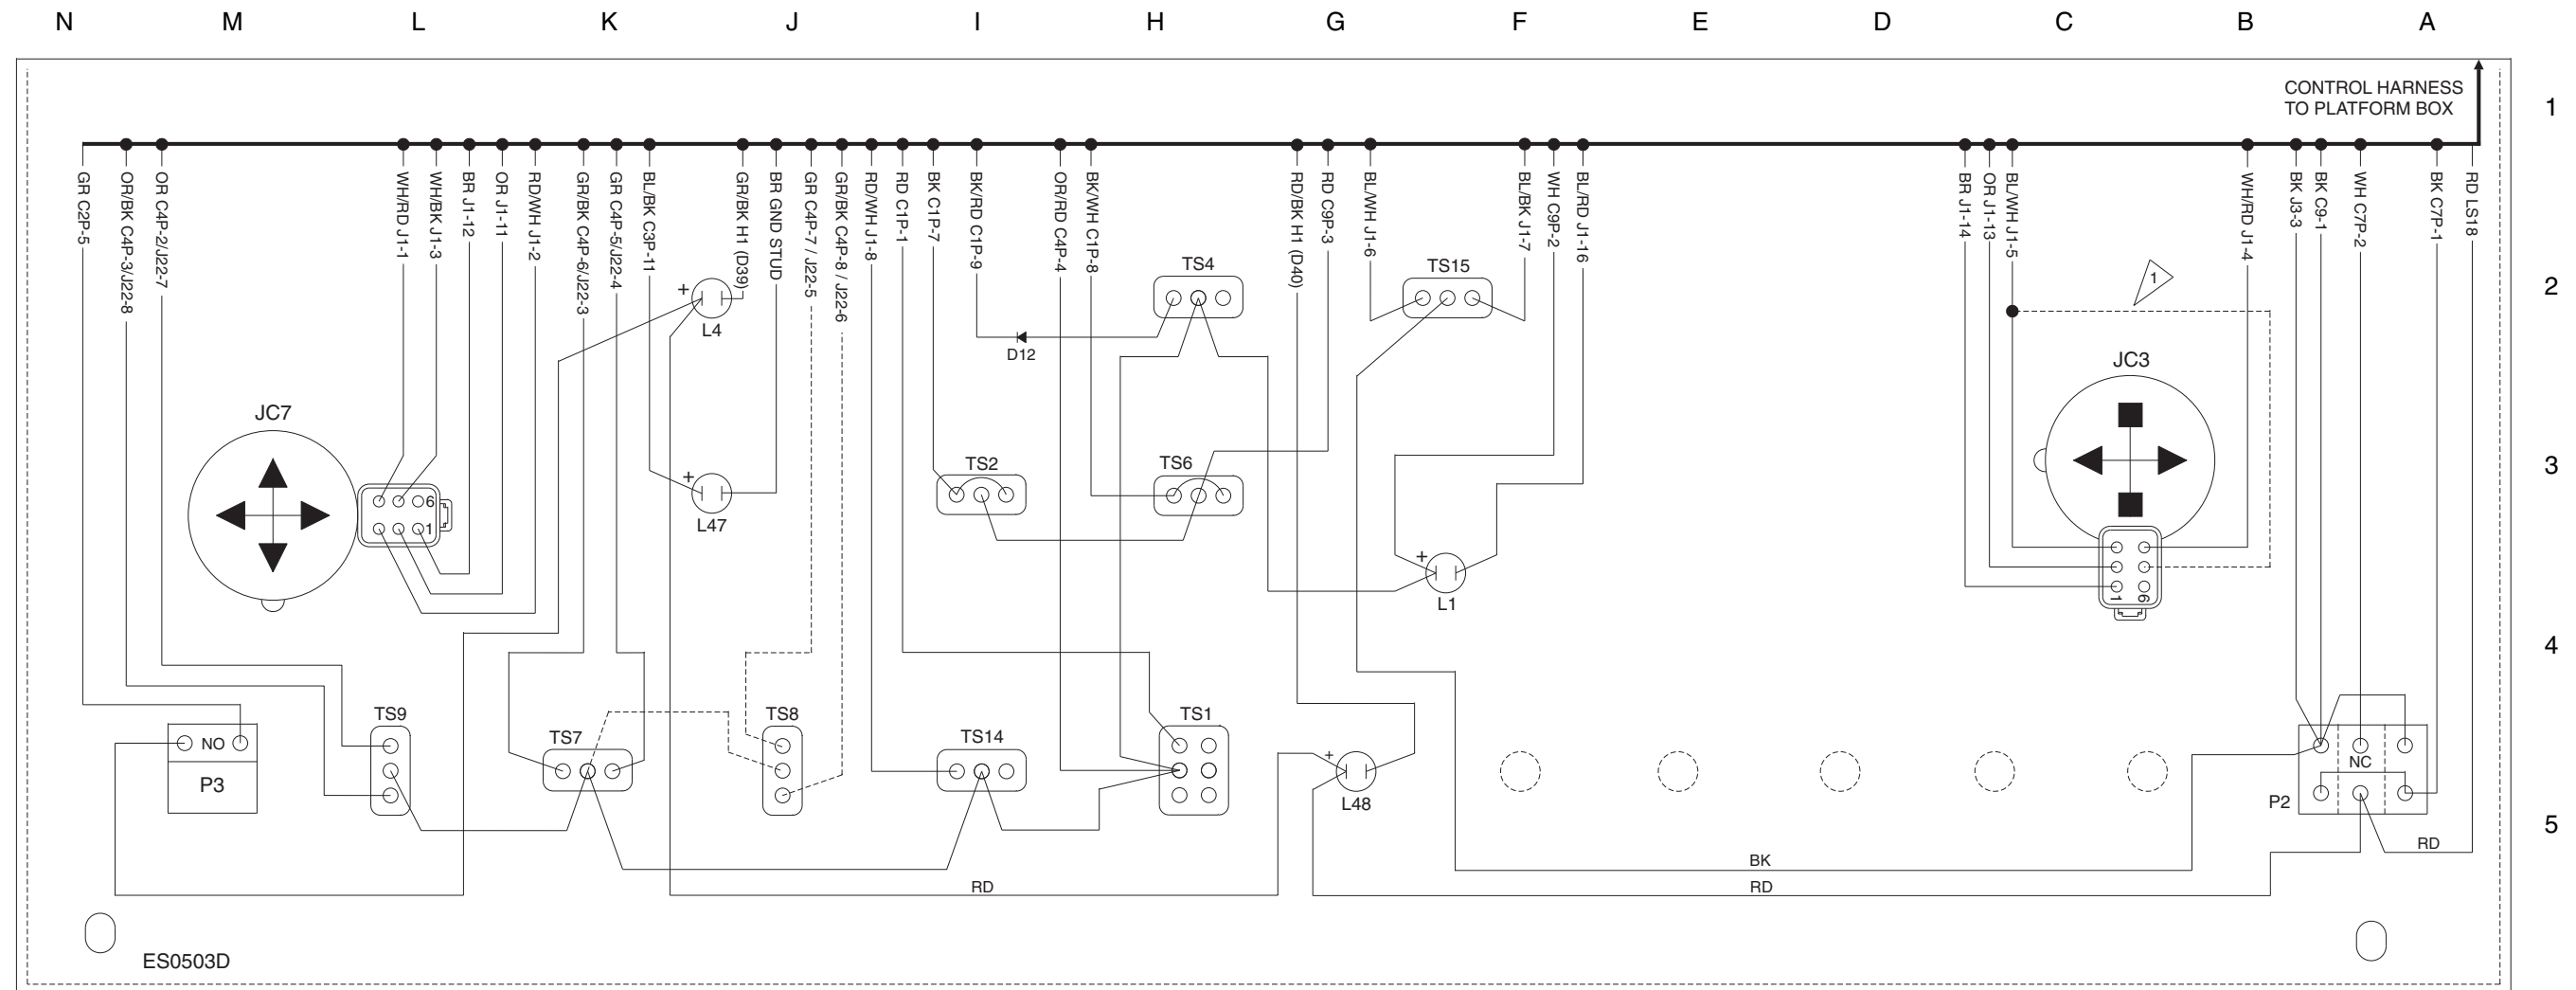 N M L K J I H G F E D C B A
CONTROL HARNESS
TO PLATFORM BOX
1
2
3
4
5
GR C2P-5
OR/BK C4P-3/J22-8
OR C4P-2/J22-7
WH/RD J1-1
WH/BK J1-3
BR J1-12
OR J1-11
RD/WH J1-2
GR/BK C4P-6/J22-3
GR C4P-5/J22-4
BL/BK C3P-11
GR/BK H1 (D39)
BR GND STUD
GR C4P-7 / J22-5
GR/BK C4P-8 / J22-6
RD/WH J1-8
RD C1P-1
BK C1P-7
BK/RD C1P-9
OR/RD C4P-4
BK/WH C1P-8
RD/BK H1 (D40)
RD C9P-3
BL/WH J1-6
BL/BK J1-7
WH C9P-2
BL/RD J1-16
BR J1-14
OR J1-13
BL/WH J1-5
WH/RD J1-4
BK J3-3
BK C9-1
WH C7P-2
BK C7P-1
RD LS18
TS4
TS15
1
+
L4
D12
JC3
JC7
TS2
TS6
6
1
+
L47
+
L1
1 6
TS9
TS7
TS8
TS14
TS1
NO
P3
+
L48
NC
P2
RD
BK
RD
RD
ES0503D